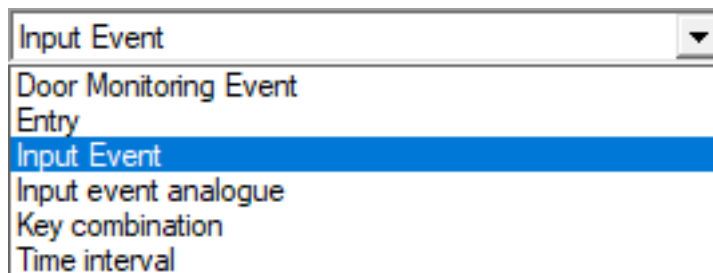 Input Event
Door Monitoring Event
Entry
Input Event
Input event analogue
Key combination
Time interval